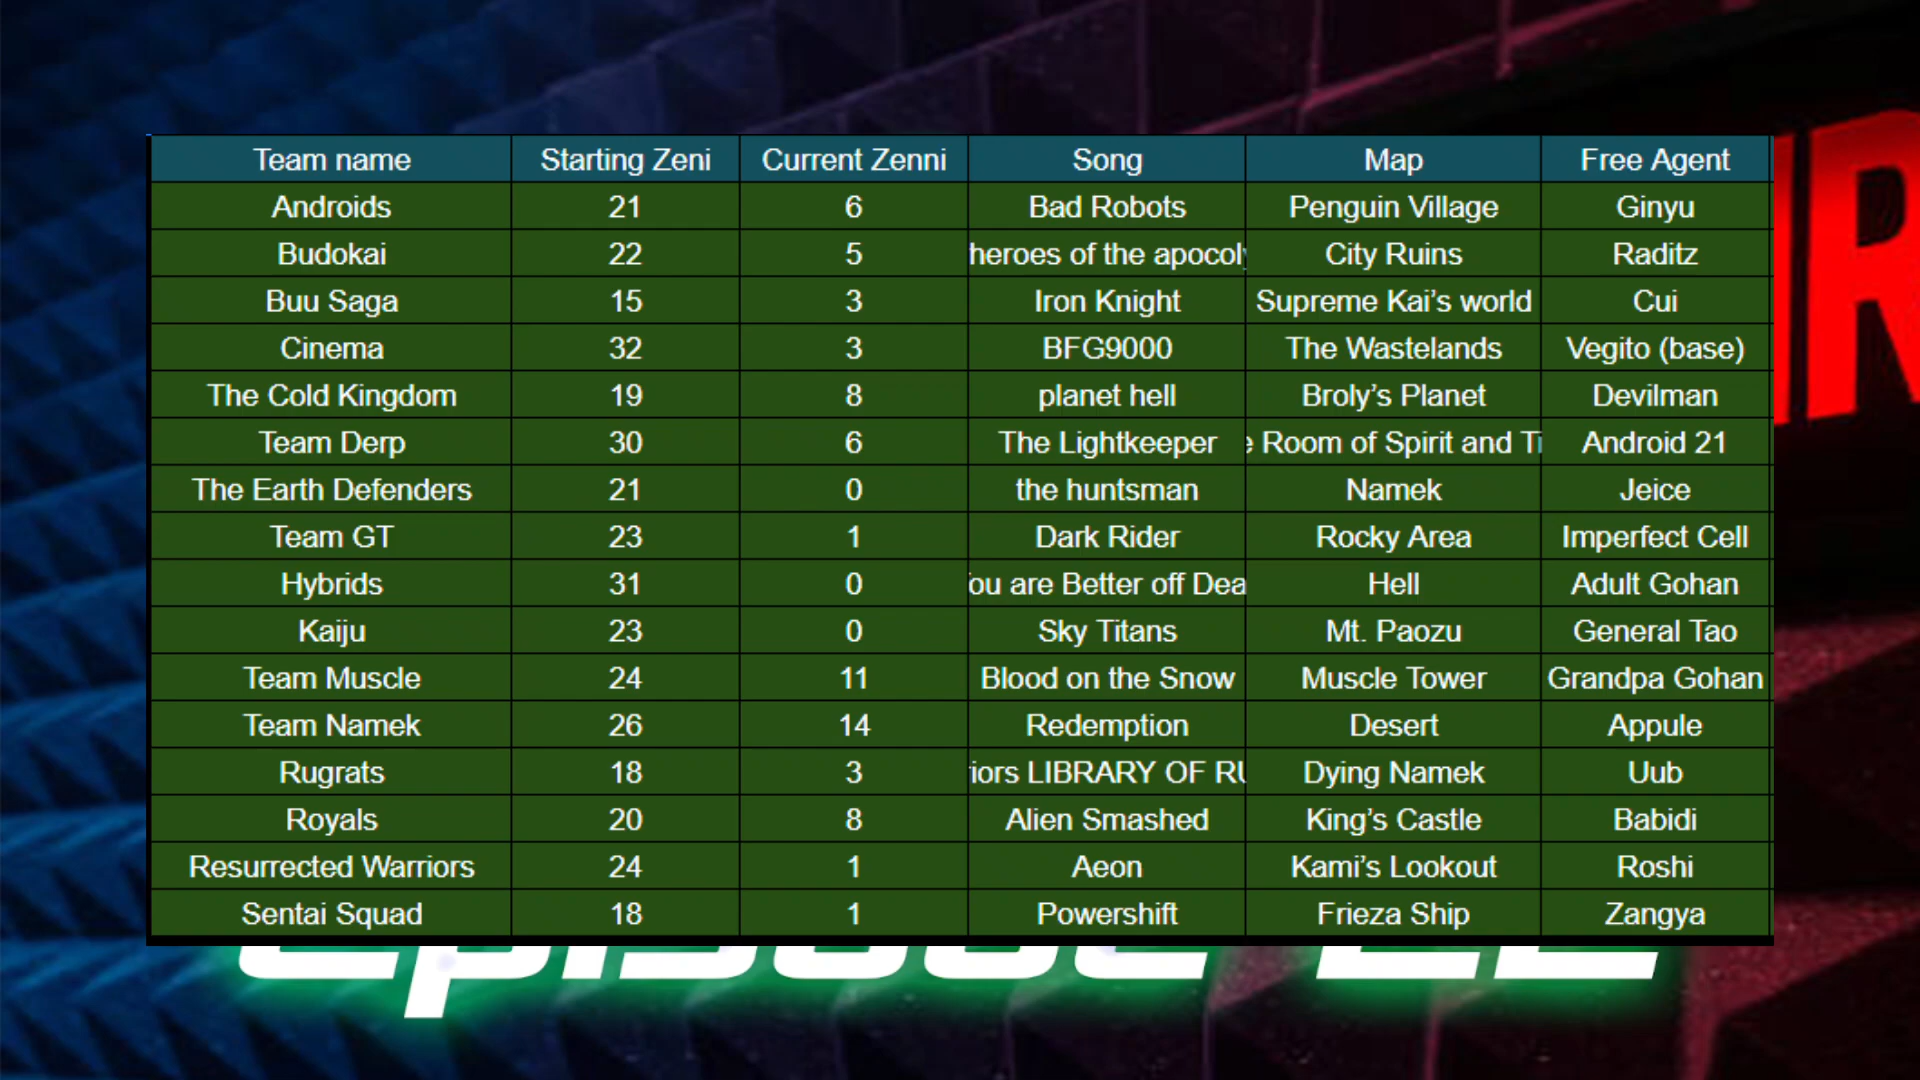 Team name Starting Zeni Current Zenni Song Map Free Agent
Androids 21 6 Bad Robots Penguin Village Ginyu
Budokai 22 5 heroes of the City Ruins Raditz
Buu Saga 15 3 Iron Knight Supreme Kai’s world Cui
Cinema 32 3 BFG9000 The Wastelands Vegito (base)
The Cold Kingdom 19 8 planet hell Broly’s Planet Devilman
Team Derp 30 6 The Lightkeeper Room of Spirit and Android 21
The Earth Defenders 21 0 the huntsman Namek Jeice
Team GT 23 1 Dark Rider Rocky Area Imperfect Cell
Hybrids 31 0 are Better off Hell Adult Gohan
Kaiju 23 0 Sky Titans Mt. Paozu General Tao
Team Muscle 24 11 Blood on the Snow Muscle Tower Grandpa Gohan
Team Namek 26 14 Redemption Desert Appule
Rugrats 18 3 LIBRARY OF Dying Namek Uub
Royals 20 8 Alien Smashed King’s Castle Babidi
Resurrected Warriors 24 1 Aeon Kami’s Lookout Roshi
Sentai Squad 18 1 Powershift Frieza Ship Zangya